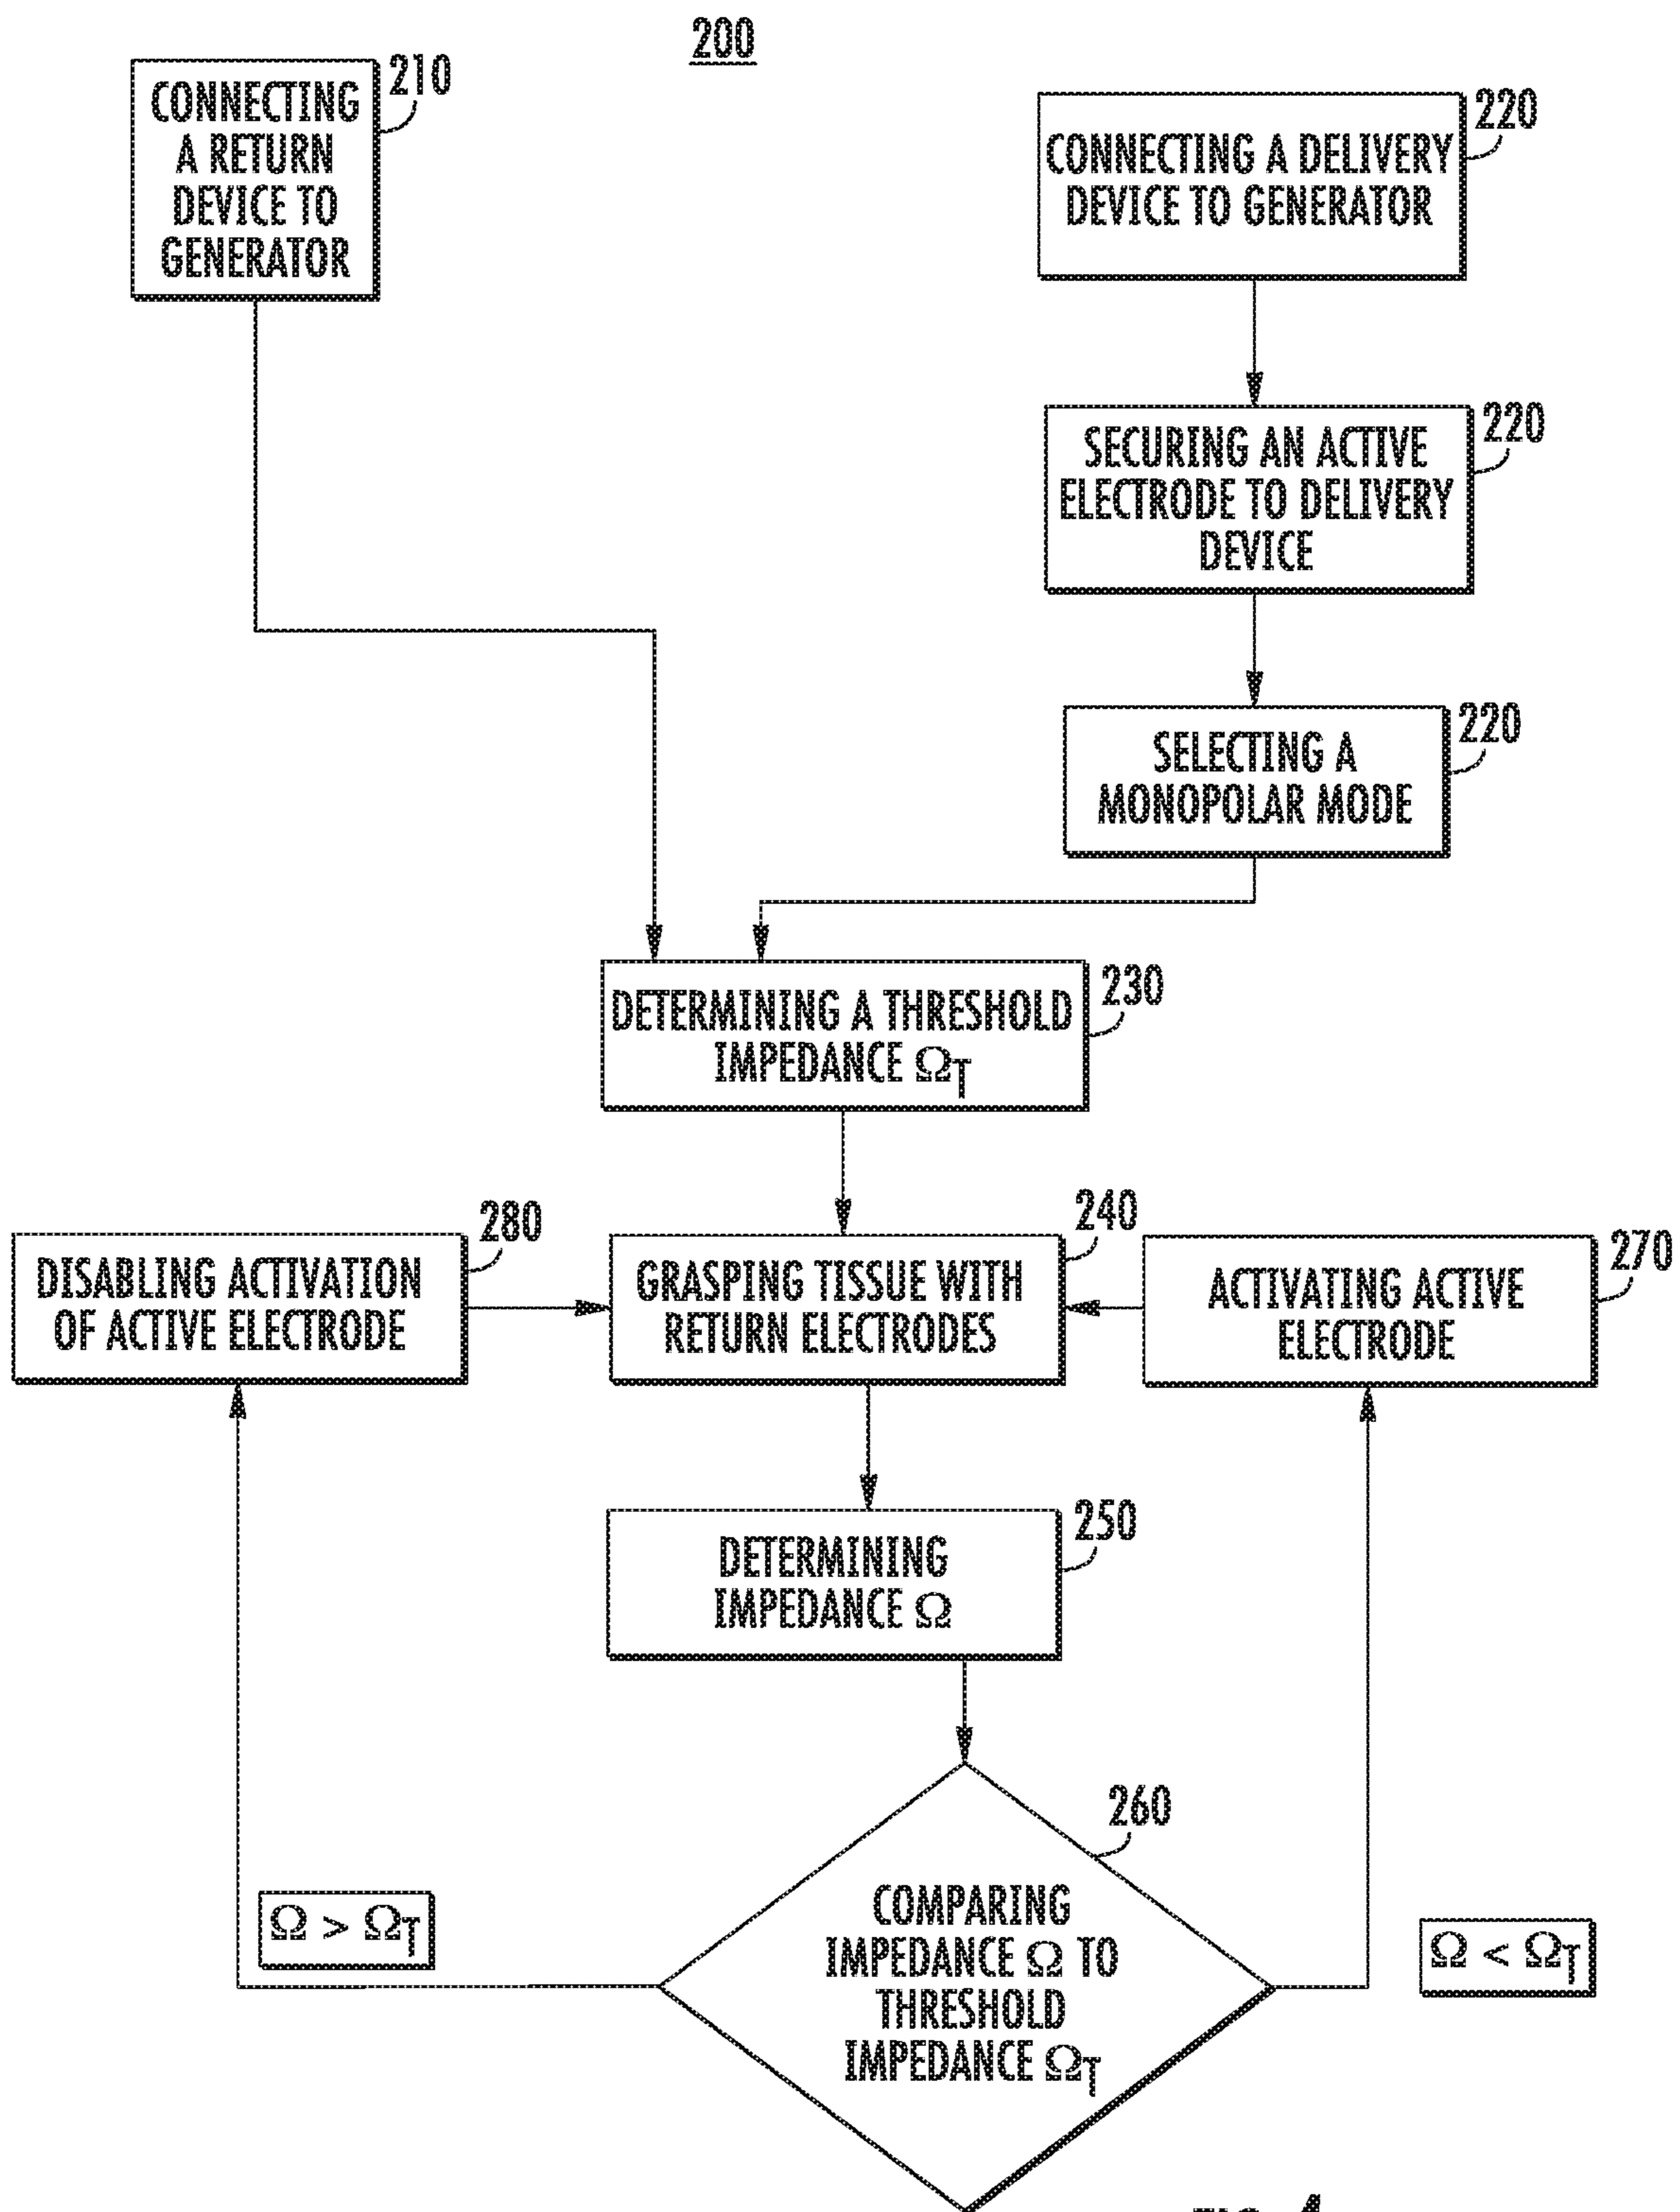 200
CONNECTING
A RETURN
DEVICE TO
GENERATOR
210
CONNECTING A DELIVERY
DEVICE TO GENERATOR
220
SECURING AN ACTIVE
ELECTRODE TO DELIVERY
DEVICE
220
SELECTING A
MONOPOLAR MODE
220
DETERMINING A THRESHOLD
IMPEDANCE ΩT
230
DISABLING ACTIVATION
OF ACTIVE ELECTRODE
280
GRASPING TISSUE WITH
RETURN ELECTRODES
240
ACTIVATING ACTIVE
ELECTRODE
270
DETERMINING
IMPEDANCE Ω
250
COMPARING
IMPEDANCE Ω TO
THRESHOLD
IMPEDANCE ΩT
260
Ω > ΩT
Ω < ΩT